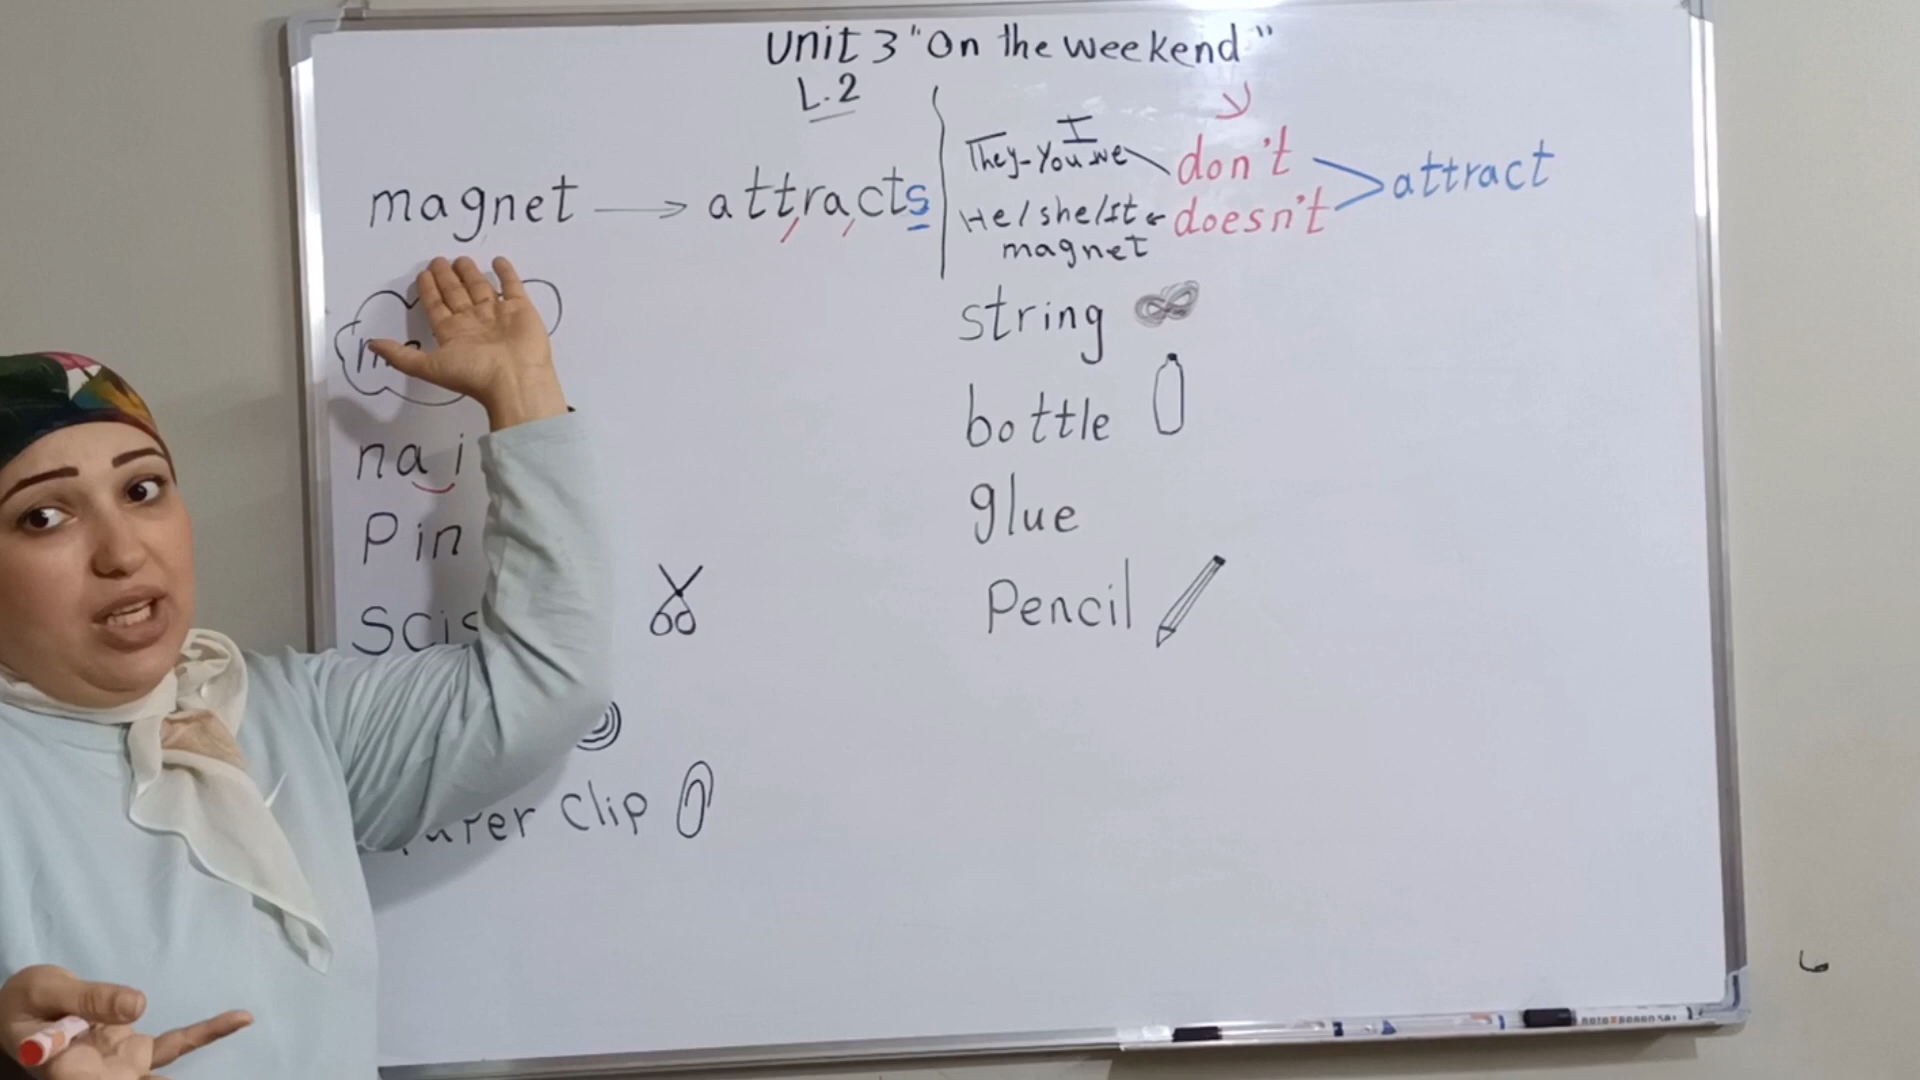 Unit 3 "On the weekend"
L.2
magnet → attracts
I
They-You we don't
attract
He/she/It doesn't
magnet
string
bottle
glue
Pin
Pencil
Clip